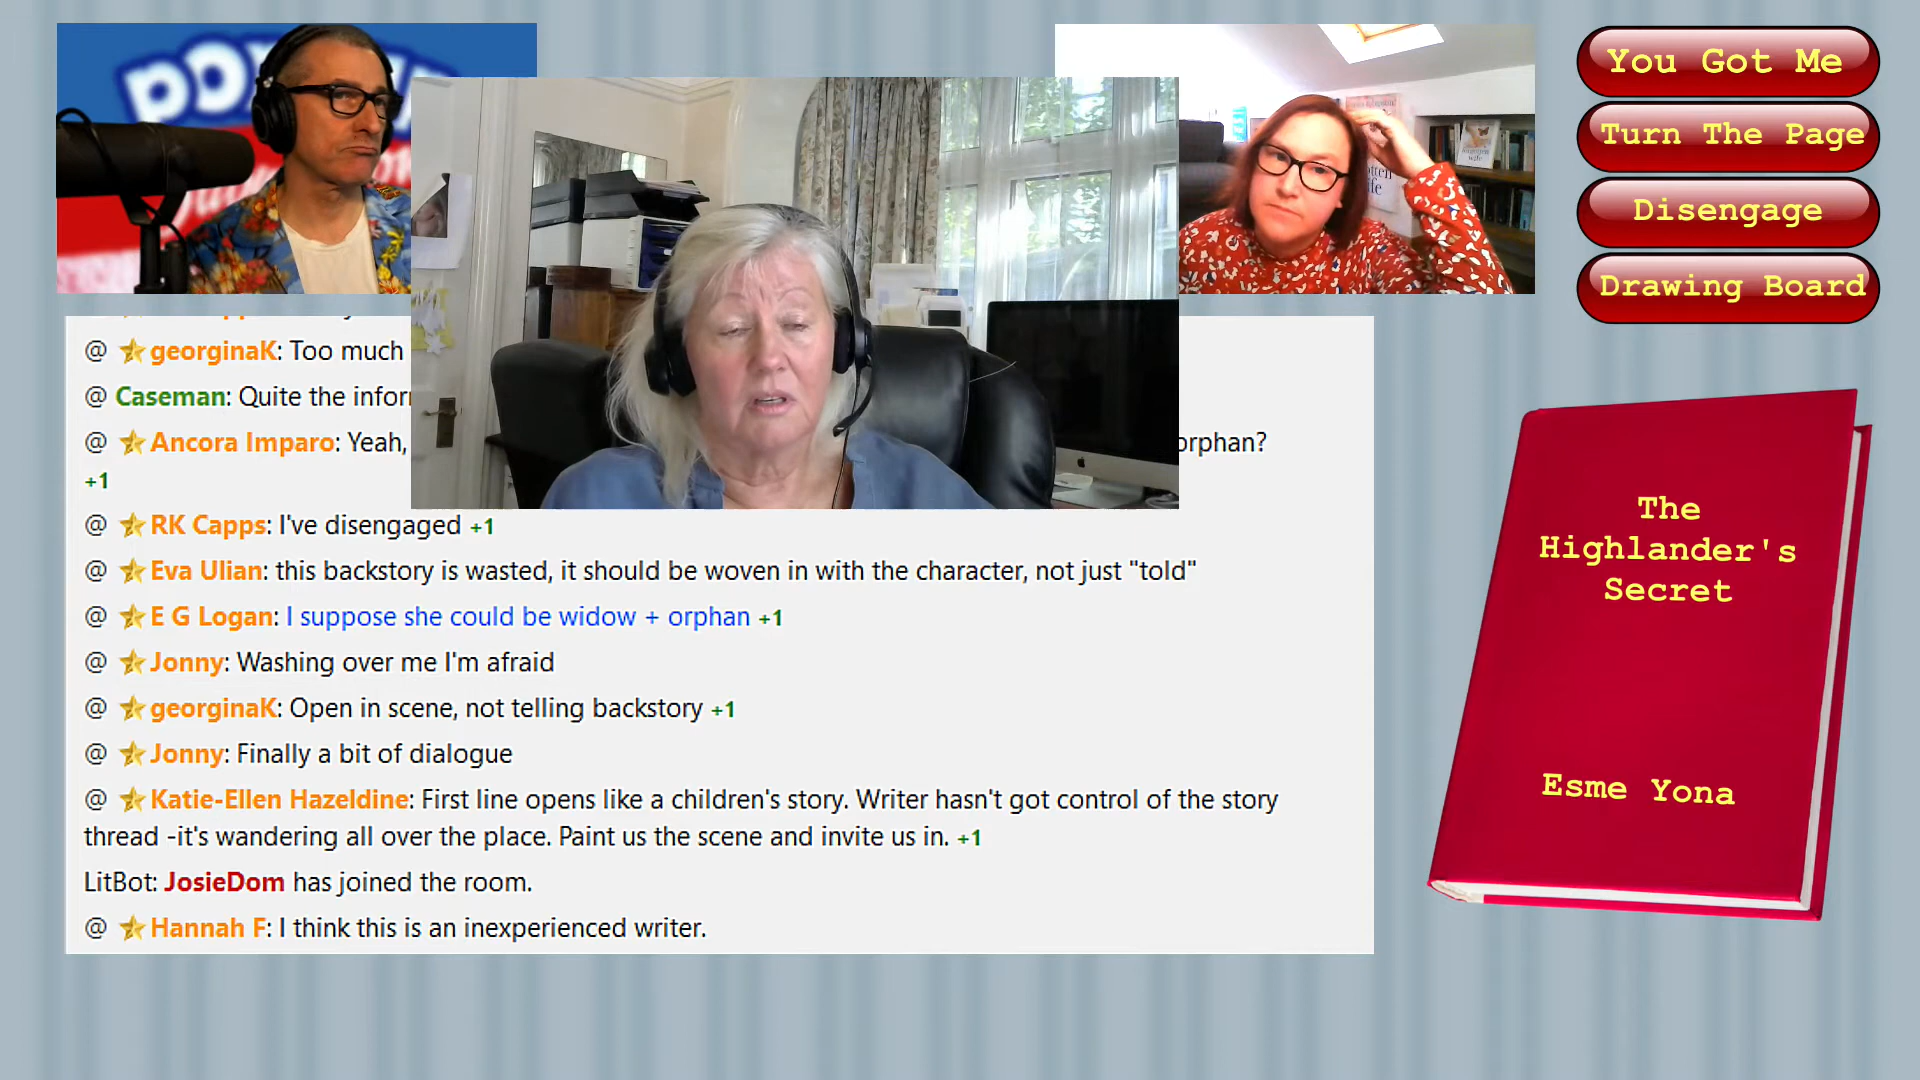 You Got Me
Turn The Page
Disengage
Drawing Board
@ georginaK: Too much
@ Caseman: Quite the
@ Ancora Imparo: Yeah, orphan?
+1
@ RK Capps: I've disengaged +1
@ Eva Ulian: this backstory is wasted, it should be woven in with the character, not just "told"
@ E G Logan: I suppose she could be widow + orphan +1
@ Jonny: Washing over me I'm afraid
@ georginaK: Open in scene, not telling backstory +1
@ Jonny: Finally a bit of dialogue
@ Katie-Ellen Hazeldine: First line opens like a children's story. Writer hasn't got control of the story
thread -it's wandering all over the place. Paint us the scene and invite us in. +1
LitBot: JosieDom has joined the room.
@ Hannah F: I think this is an inexperienced writer.
The
Highlander's
Secret
Esme Yona